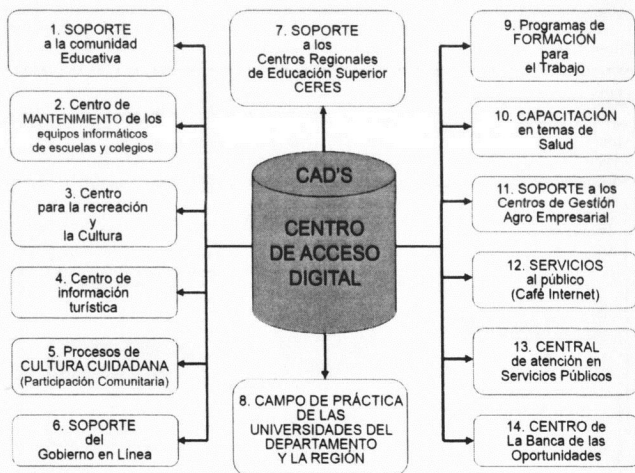 1. SOPORTE
a la comunidad
Educativa
2. Centro de
MANTENIMIENTO de los
equipos informáticos
de escuelas y colegios
3. Centro
para la recreación
y
la Cultura
4. Centro de
información
turística
5. Procesos de
CULTURA CUIDADANA
(Participación Comunitaria)
6. SOPORTE
del
Gobierno en Línea
7. SOPORTE
a los
Centros Regionales
de Educación Superior
CERES
CAD'S
CENTRO
DE ACCESO
DIGITAL
8. CAMPO DE PRÁCTICA
DE LAS
UNIVERSIDADES DEL
DEPARTAMENTO
Y LA REGIÓN
9. Programas de
FORMACIÓN
para
el Trabajo
10. CAPACITACIÓN
en temas de
Salud
11. SOPORTE a los
Centros de Gestión
Agro Empresarial
12. SERVICIOS
al público
(Café Internet)
13. CENTRAL
de atención en
Servicios Públicos
14. CENTRO de
La Banca de las
Oportunidades